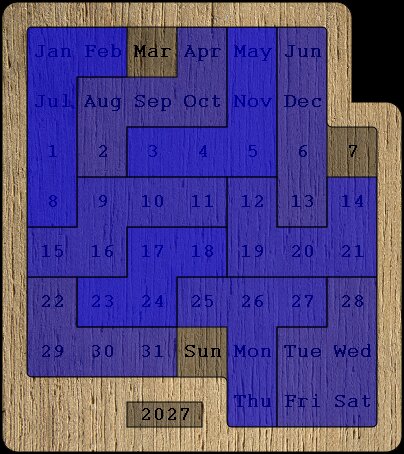 Jan Feb Mar Apr May Jun
Jul Aug Sep Oct Nov Dec
1 2 3 4 5 6 7
8 9 10 11 12 13 14
15 16 17 18 19 20 21
22 23 24 25 26 27 28
29 30 31 Sun Mon Tue Wed
Thu Fri Sat
2027